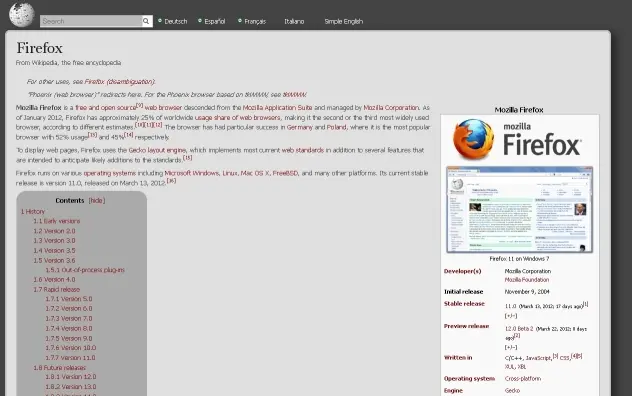 Search
Deutsch
Español
Français
Italiano
Simple English
Firefox
From Wikipedia, the free encyclopedia
For other uses, see Firefox (disambiguation).
"Phoenix (web browser)" redirects here. For the Phoenix browser based on tkWWW, see tkWWW.
Mozilla Firefox is a free and open source[9] web browser descended from the Mozilla Application Suite and managed by Mozilla Corporation. As
of January 2012, Firefox has approximately 25% of worldwide usage share of web browsers, making it the second or third most widely used
browser, according to different estimates.[10][11][12] The browser has had particular success in Germany and Poland, where it is the most popular
browser with 52% usage[13] and 45%[14] respectively.
To display web pages, Firefox uses the Gecko layout engine, which implements most current web standards in addition to several features that
are intended to anticipate likely additions to the standards.[15]
Firefox runs on various operating systems including Microsoft Windows, Linux, Mac OS X, FreeBSD, and many other platforms. Its current stable
release is version 11.0, released on March 13, 2012.[16]
Contents [hide]
1 History
1.1 Early versions
1.2 Version 2.0
1.3 Version 3.0
1.4 Version 3.5
1.5 Version 3.6
1.5.1 Out-of-process plug-ins
1.6 Version 4.0
1.7 Rapid release
1.7.1 Version 5.0
1.7.2 Version 6.0
1.7.3 Version 7.0
1.7.4 Version 8.0
1.7.5 Version 9.0
1.7.6 Version 10.0
1.7.7 Version 11.0
1.8 Future releases
1.8.1 Version 12.0
1.8.2 Version 13.0
Mozilla Firefox
mozilla
Firefox
Firefox 11 on Windows 7
Developer(s) Mozilla Corporation
Mozilla Foundation
Initial release November 9, 2004
Stable release 11.0 (March 13, 2012; 17 days ago)[1]
[+/-]
Preview release 12.0 Beta 2 (March 22, 2012; 8 days
ago)[2]
[+/-]
Written in C/C++, JavaScript,[3] CSS,[4][5]
XUL, XBL
Operating system Cross-platform
Engine Gecko